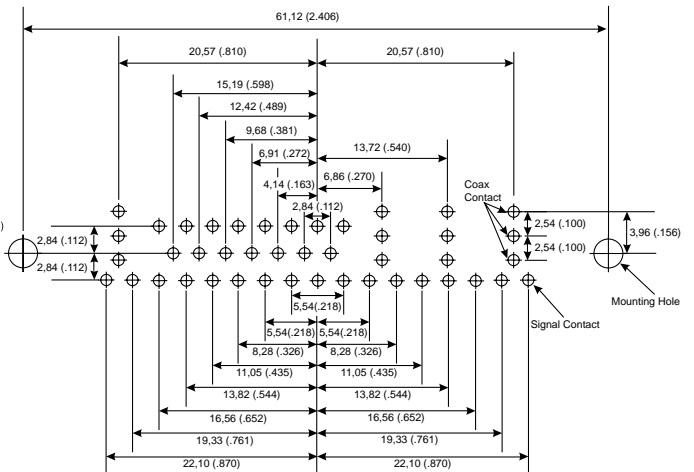 61,12 (2.406)
20,57 (.810) 20,57 (.810)
15,19 (.598)
12,42 (.489)
9,68 (.381)
13,72 (.540)
6,91 (.272)
6,86 (.270)
4,14 (.163)
Coax
Contact
2,84 (.112)
)
2,54 (.100)
3,96 (.156)
2,84 (.112)
2,54 (.100)
2,84 (.112)
Mounting Hole
5,54 (.218)
Signal Contact
5,54(.218) 5,54(.218)
8,28 (.326) 8,28 (.326)
11,05 (.435) 11,05 (.435)
13,82 (.544) 13,82 (.544)
16,56 (.652) 16,56 (.652)
19,33 (.761) 19,33 (.761)
22,10 (.870) 22,10 (.870)